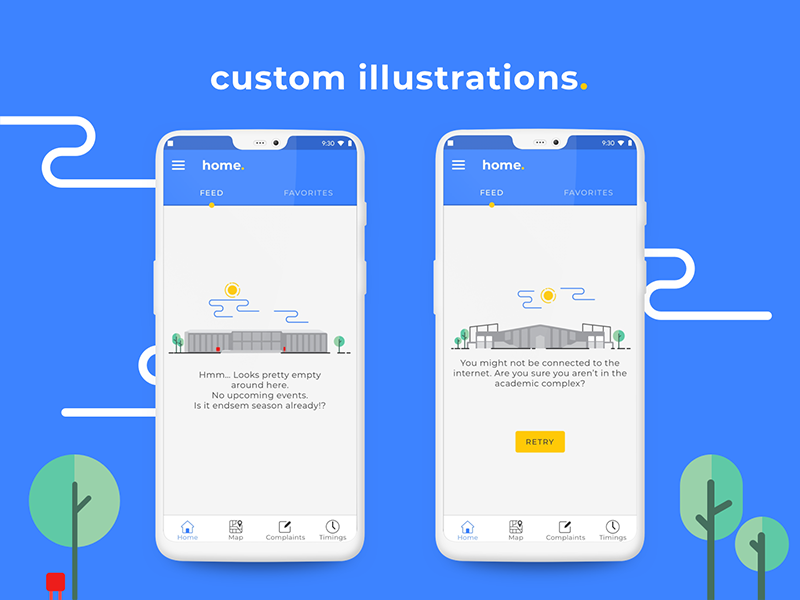 custom illustrations.
9:30
home.
FEED FAVORITES
Hmm... Looks pretty empty
around here.
No upcoming events.
Is it endsem season already!?
Home Map Complaints Timings
9:30
home.
FEED FAVORITES
You might not be connected to the
internet. Are you sure you aren't in the
academic complex?
RETRY
Home Map Complaints Timings